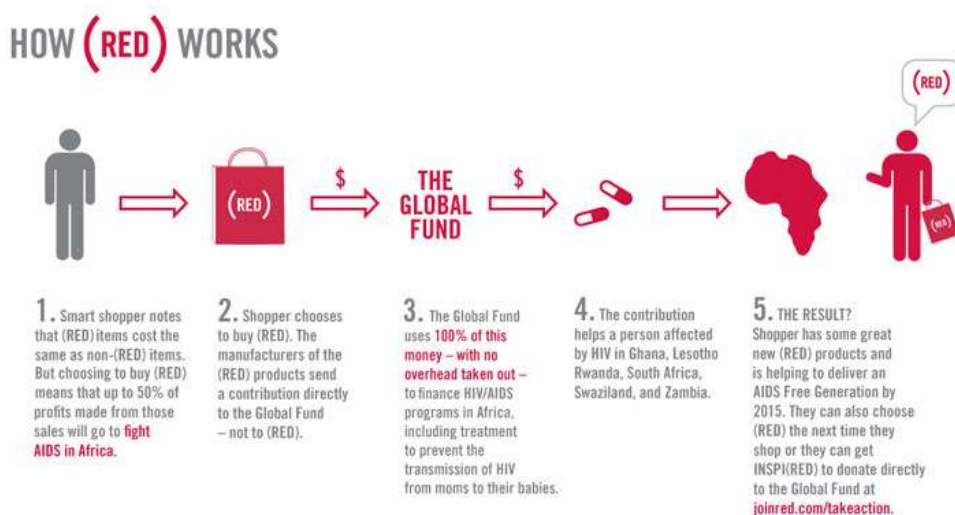 HOW (RED) WORKS
(RED)
(RED)
$
THE
GLOBAL
FUND
$
(RED)
1. Smart shopper notes
that (RED) items cost the
same as non-(RED) items.
But choosing to buy (RED)
means that up to 50% of
profits made from those
sales will go to fight
AIDS in Africa.
2. Shopper chooses
to buy (RED). The
manufacturers of the
(RED) products send
a contribution directly
to the Global Fund
– not to (RED).
3. The Global Fund
uses 100% of this
money – with no
overhead taken out –
to finance HIV/AIDS
programs in Africa,
including treatment
to prevent the
transmission of HIV
from moms to their babies.
4. The contribution
helps a person affected
by HIV in Ghana, Lesotho
Rwanda, South Africa,
Swaziland, and Zambia.
5. THE RESULT?
Shopper has some great
new (RED) products and
is helping to deliver an
AIDS Free Generation by
2015. They can also choose
(RED) the next time they
shop or they can get
INSPI(RED) to donate directly
to the Global Fund at
joinred.com/takeaction.